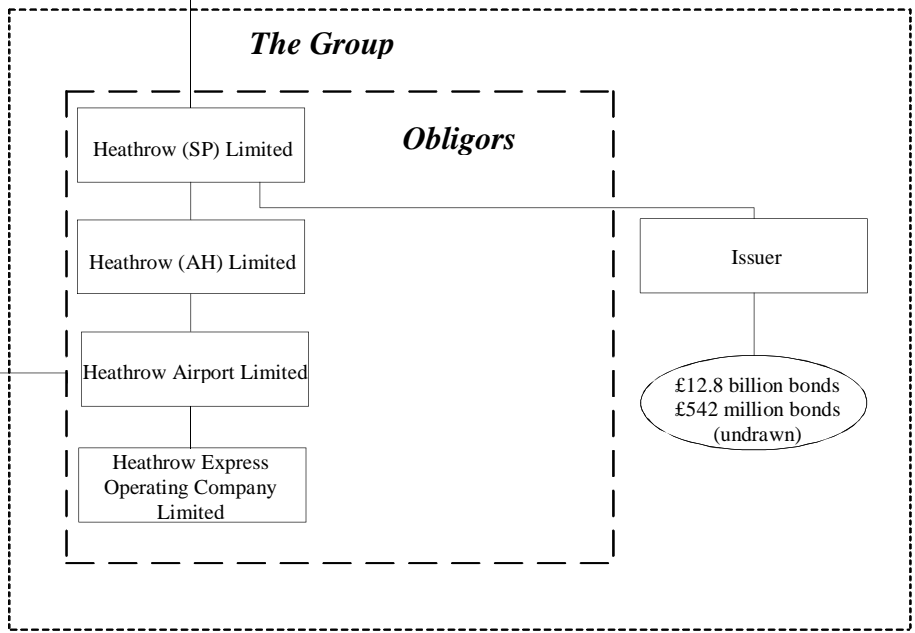 The Group
Obligors
Heathrow (SP) Limited
Heathrow (AH) Limited
Issuer
Heathrow Airport Limited
£12.8 billion bonds
£542 million bonds
(undrawn)
Heathrow Express
Operating Company
Limited